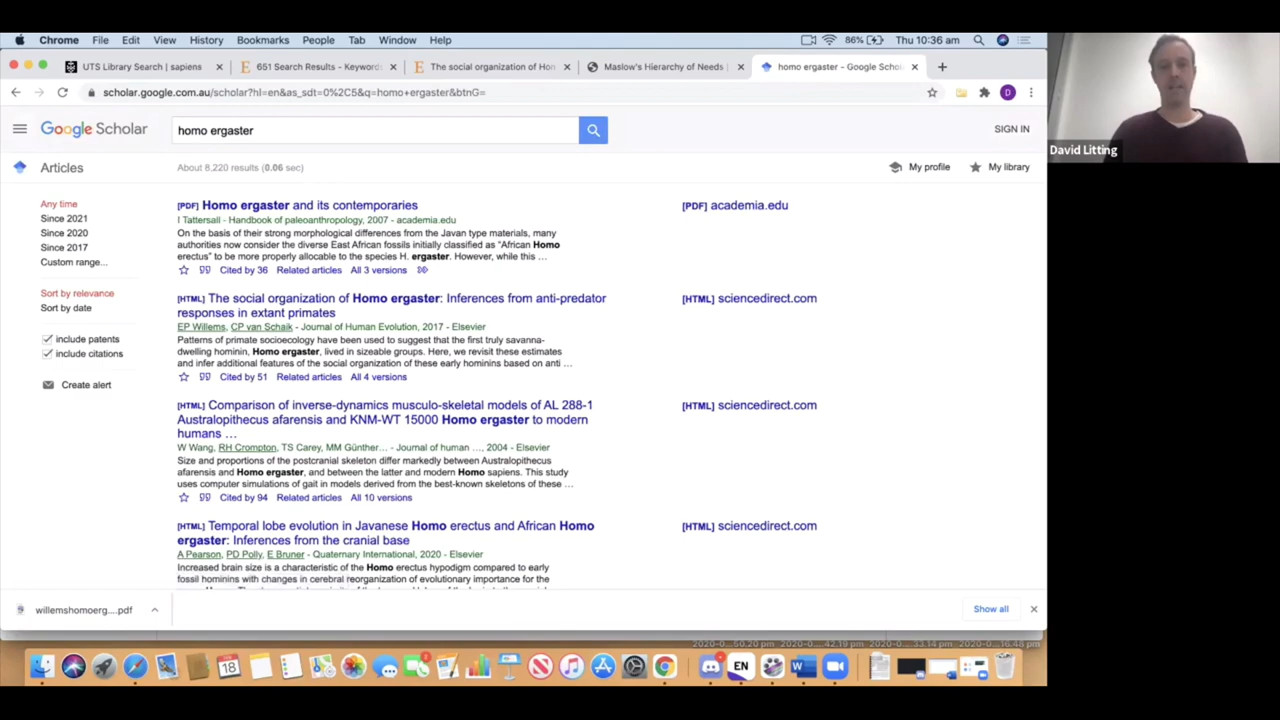 Chrome File Edit View History Bookmarks People Tab Window Help 86% Thu 10:36 am
UTS Library Search | sapiens 651 Search Results - Keyword The social organization of Hom Maslow's Hierarchy of Needs | homo ergaster - Google Schola
scholar.google.com.au/scholar?hl=en&as_sdt=0%2C5&q=homo+ergaster&btnG=
David Litting
Google Scholar homo ergaster SIGN IN
Articles About 8,220 results (0.06 sec) My profile My library
Any time
Since 2021
Since 2020
Since 2017
Custom range...
Sort by relevance
Sort by date
include patents
include citations
Create alert
[PDF] Homo ergaster and its contemporaries [PDF] academia.edu
I Tattersall - Handbook of paleoanthropology, 2007 - academia.edu
On the basis of their strong morphological differences from the Javan type materials, many
authorities now consider the diverse East African fossils initially classified as “African Homo
erectus” to be more properly allocable to the species H. ergaster. However, while this …
Cited by 36 Related articles All 3 versions
[HTML] The social organization of Homo ergaster: Inferences from anti-predator [HTML] sciencedirect.com
responses in extant primates
EP Willems, CP van Schaik - Journal of Human Evolution, 2017 - Elsevier
Patterns of primate socioecology have been used to suggest that the first truly savanna-
dwelling hominin, Homo ergaster, lived in sizeable groups. Here, we revisit these estimates
and infer additional features of the social organization of these early hominins based on anti …
Cited by 51 Related articles All 4 versions
[HTML] Comparison of inverse-dynamics musculo-skeletal models of AL 288-1 [HTML] sciencedirect.com
Australopithecus afarensis and KNM-WT 15000 Homo ergaster to modern
humans …
W Wang, RH Crompton, TS Carey, MM Günther… - Journal of human …, 2004 - Elsevier
Size and proportions of the postcranial skeleton differ markedly between Australopithecus
afarensis and Homo ergaster, and between the latter and modern Homo sapiens. This study
uses computer simulations of gait in models derived from the best-known skeletons of these …
Cited by 94 Related articles All 10 versions
[HTML] Temporal lobe evolution in Javanese Homo erectus and African Homo [HTML] sciencedirect.com
ergaster: Inferences from the cranial base
A Pearson, PD Polly, E Bruner - Quaternary International, 2020 - Elsevier
Increased brain size is a characteristic of the Homo erectus hypodigm compared to early
fossil hominins with changes in cerebral reorganization of evolutionary importance for the
willemshomoerg....pdf Show all
18 EN